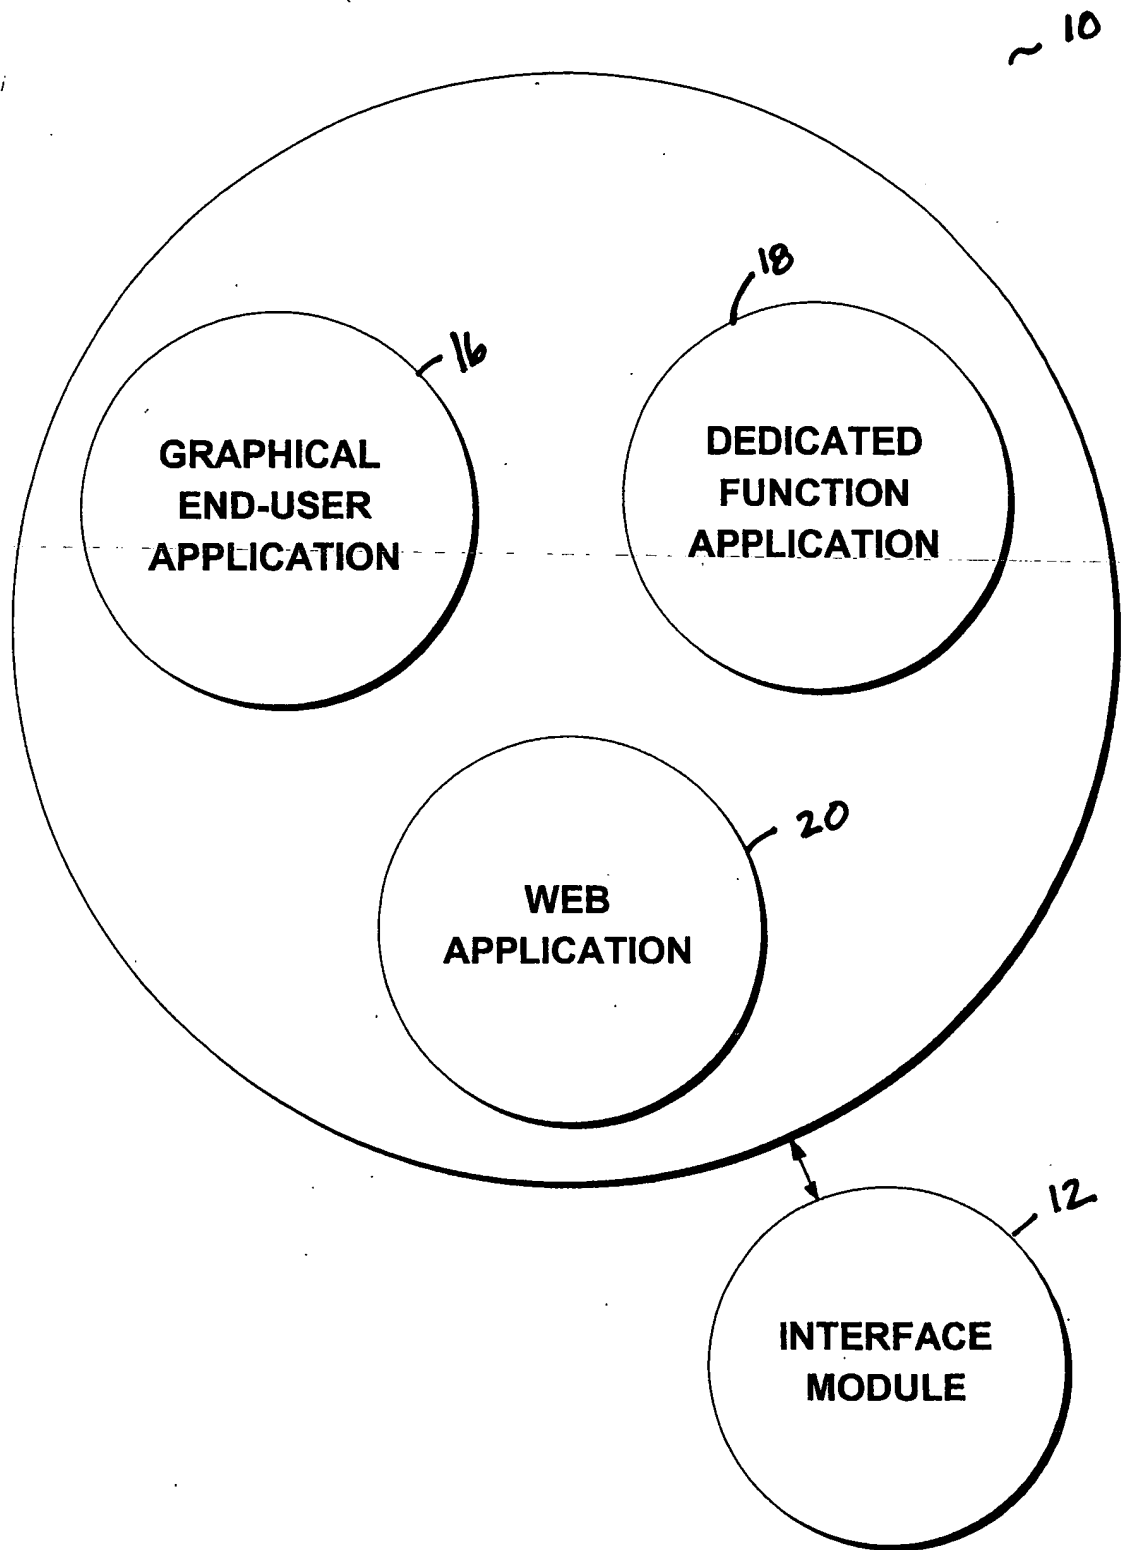 10
18
16
GRAPHICAL
END-USER
APPLICATION
DEDICATED
FUNCTION
APPLICATION
20
WEB
APPLICATION
12
INTERFACE
MODULE